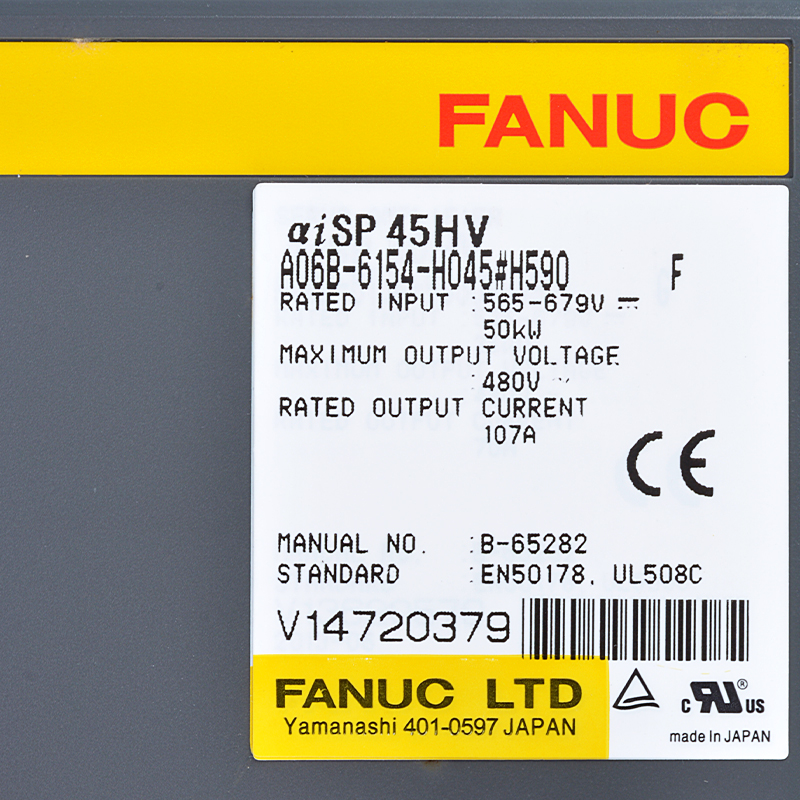 FANUC
αiSP 45HV
A06B-6154-H045#H590 F
RATED INPUT :565-679V ⎓
50kW
MAXIMUM OUTPUT VOLTAGE
:480V ~
RATED OUTPUT CURRENT
107A
CE
MANUAL NO. :B-65282
STANDARD :EN50178, UL508C
V14720379
FANUC LTD
Yamanashi 401-0597 JAPAN
c RU ® US
made In JAPAN